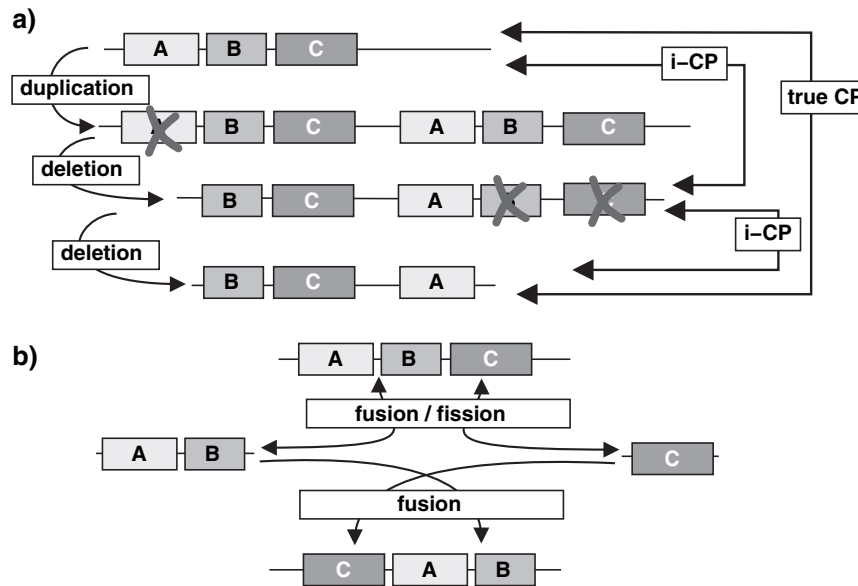 a)
A B C
i–CP
duplication
true CP
A B C A B C
deletion
B C A B C
i–CP
deletion
B C A
b)
A B C
fusion / fission
A B
C
fusion
C A B